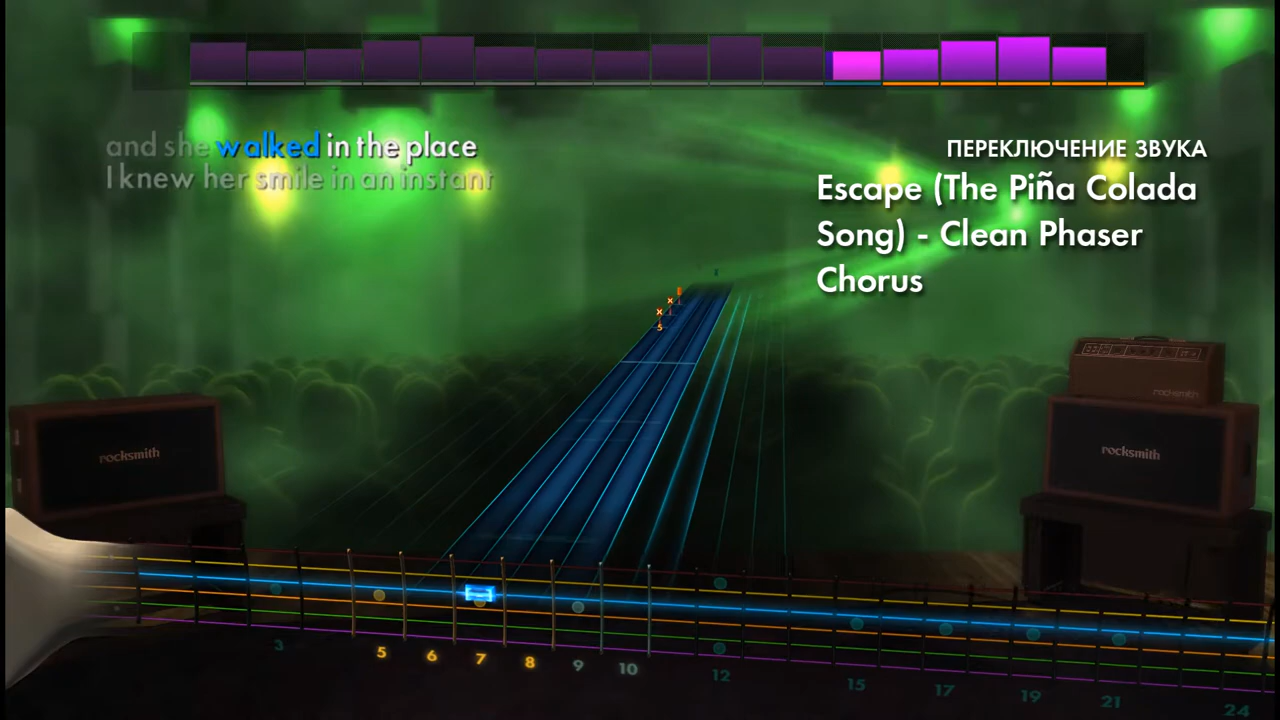 and she walked in the place
I knew her smile in an instant
ПЕРЕКЛЮЧЕНИЕ ЗВУКА
Escape (The Piña Colada
Song) - Clean Phaser
Chorus
5
rocksmith
rocksmith
rocksmith
3 5 6 7 8 9 10 12 15 17 19 21 24